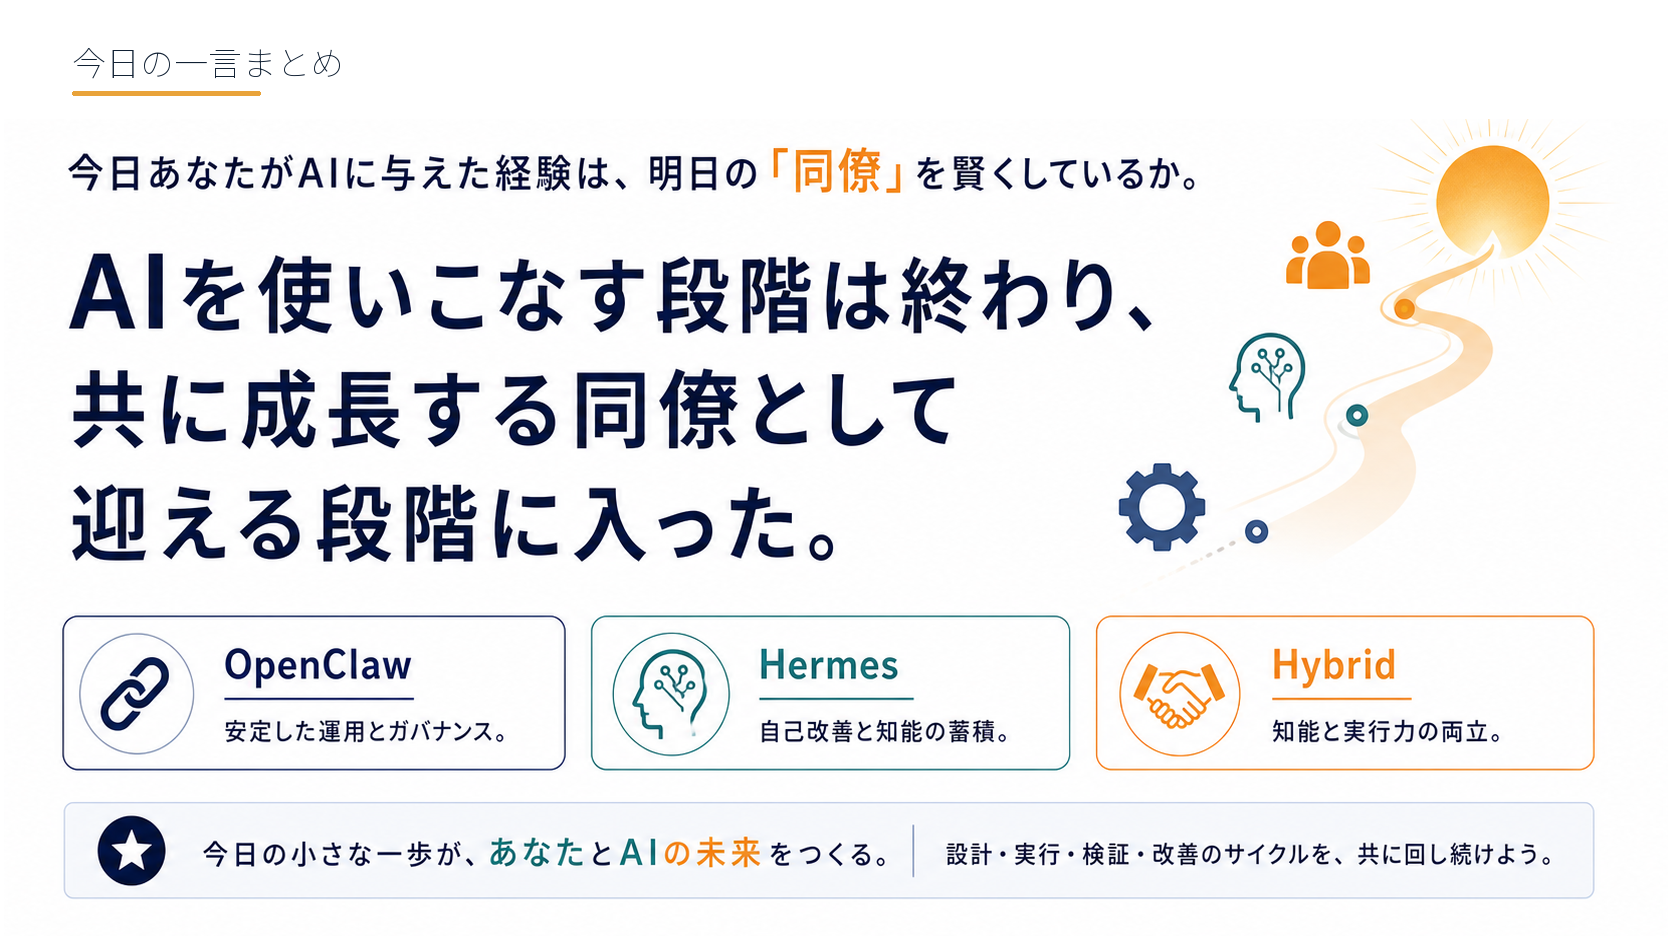 今日の一言まとめ
今日あなたがAIに与えた経験は、明日の「同僚」を賢くしているか。
AIを使いこなす段階は終わり、
共に成長する同僚として
迎える段階に入った。
OpenClaw
安定した運用とガバナンス。
Hermes
自己改善と知能の蓄積。
Hybrid
知能と実行力の両立。
今日の小さな一歩が、あなたとAIの未来をつくる。
設計・実行・検証・改善のサイクルを、共に回し続けよう。